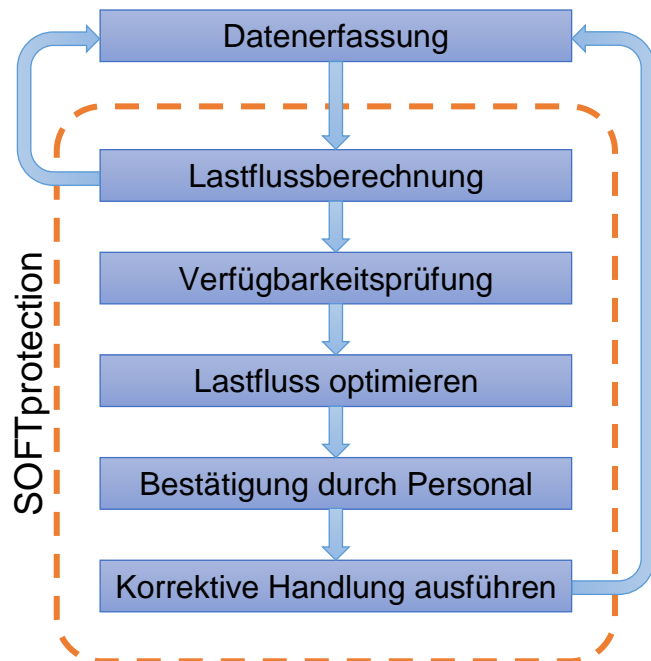 Datenerfassung
Lastflussberechnung
Verfügbarkeitsprüfung
Lastfluss optimieren
Bestätigung durch Personal
Korrektive Handlung ausführen
SOFTprotection